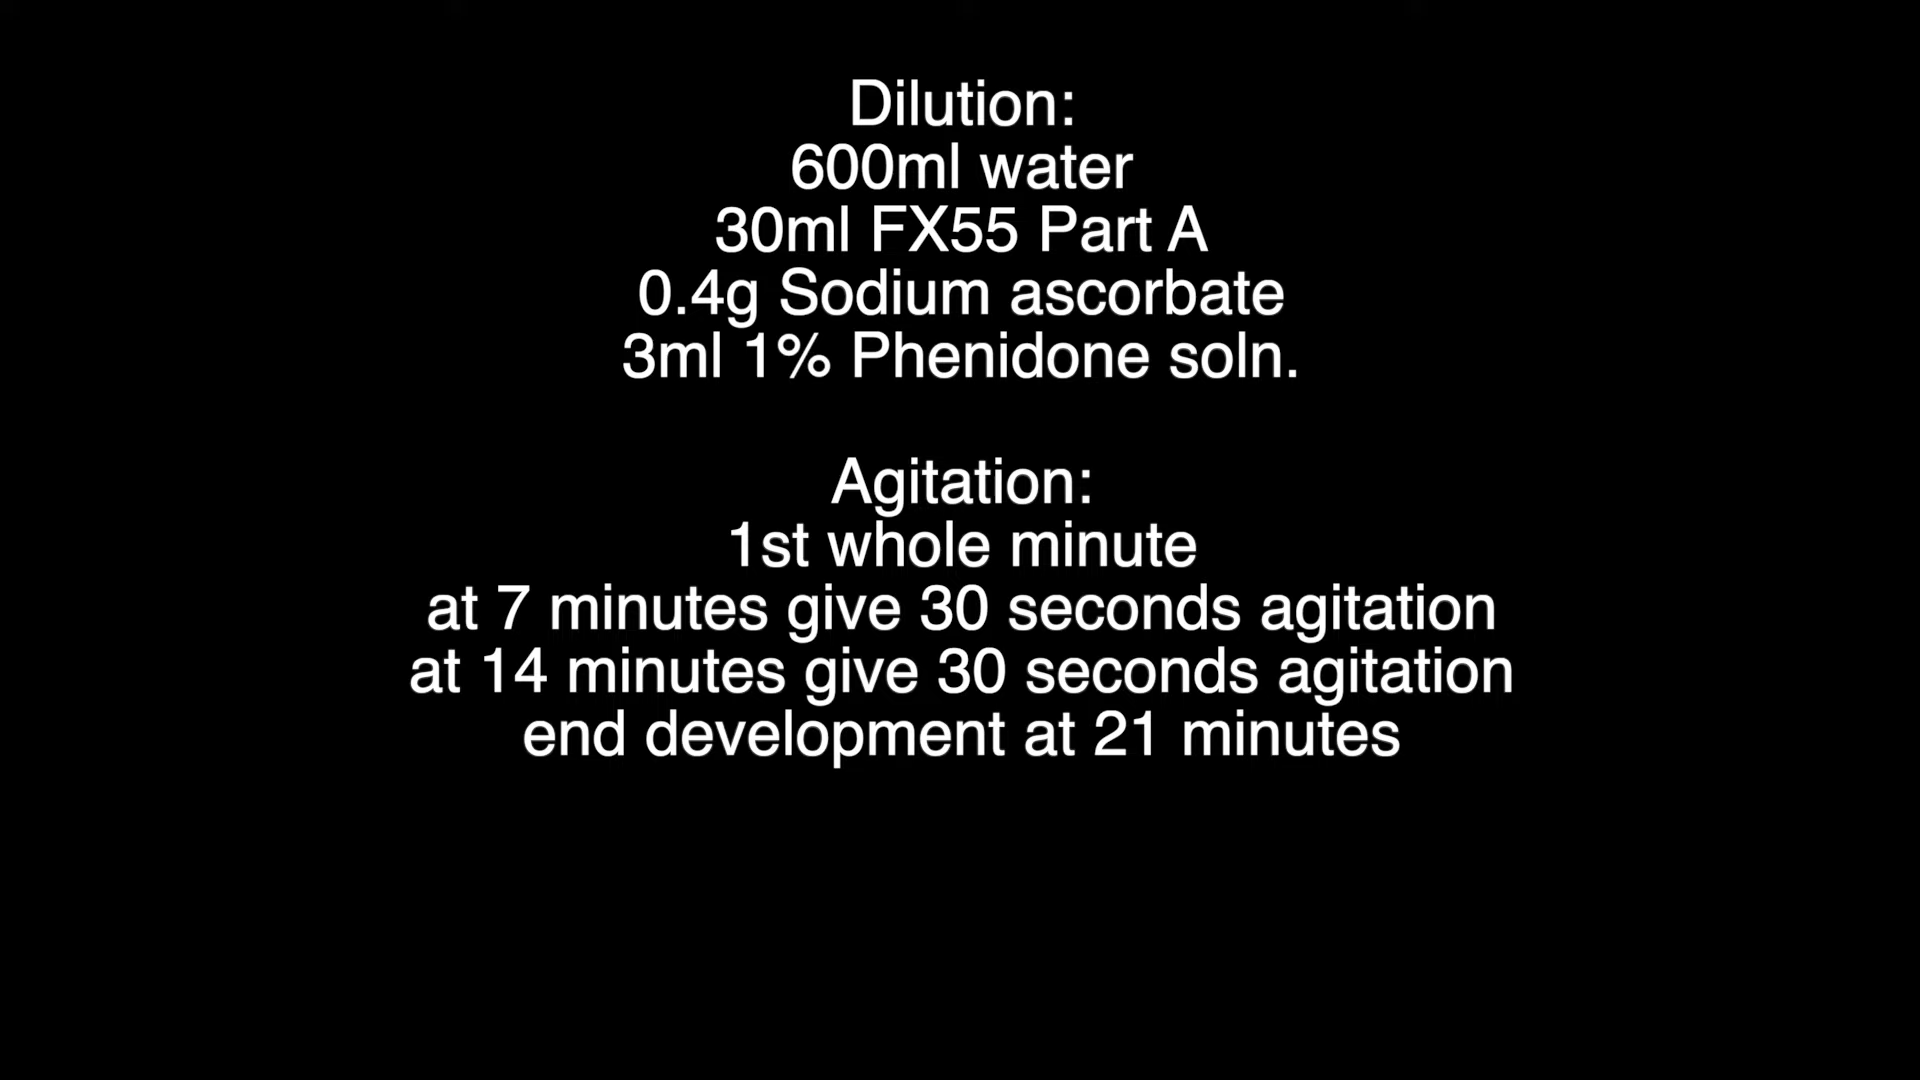 Dilution:
600ml water
30ml FX55 Part A
0.4g Sodium ascorbate
3ml 1% Phenidone soln.
Agitation:
1st whole minute
at 7 minutes give 30 seconds agitation
at 14 minutes give 30 seconds agitation
end development at 21 minutes